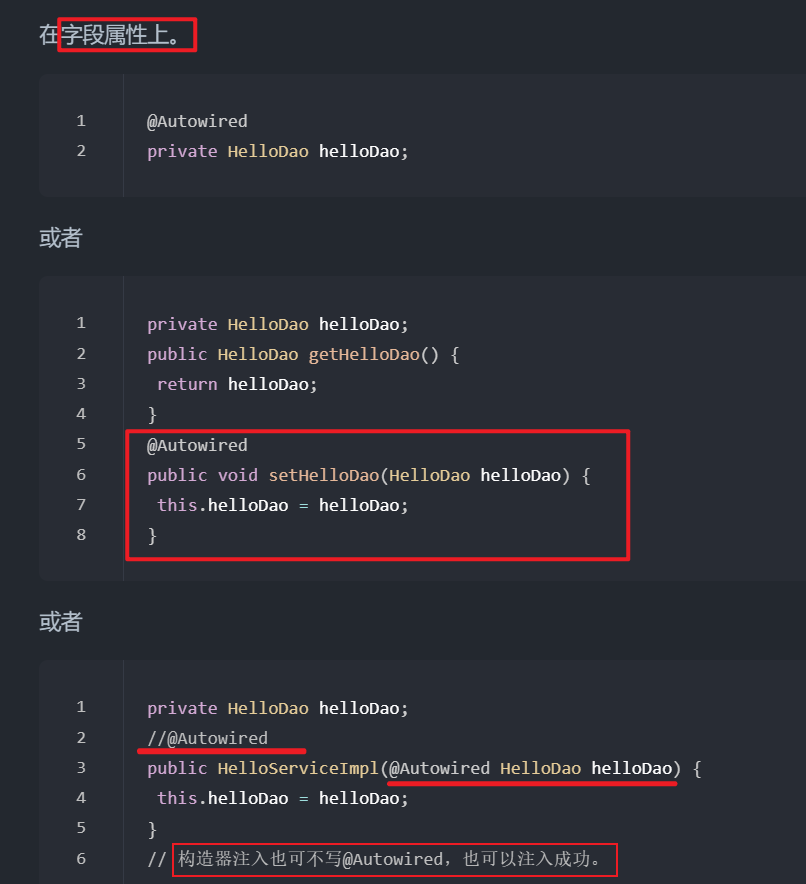 在字段属性上。
1 @Autowired
2 private HelloDao helloDao;
或者
1 private HelloDao helloDao;
2 public HelloDao getHelloDao() {
3 return helloDao;
4 }
5 @Autowired
6 public void setHelloDao(HelloDao helloDao) {
7 this.helloDao = helloDao;
8 }
或者
1 private HelloDao helloDao;
2 //@Autowired
3 public HelloServiceImpl(@Autowired HelloDao helloDao) {
4 this.helloDao = helloDao;
5 }
6 // 构造器注入也可不写@Autowired，也可以注入成功。